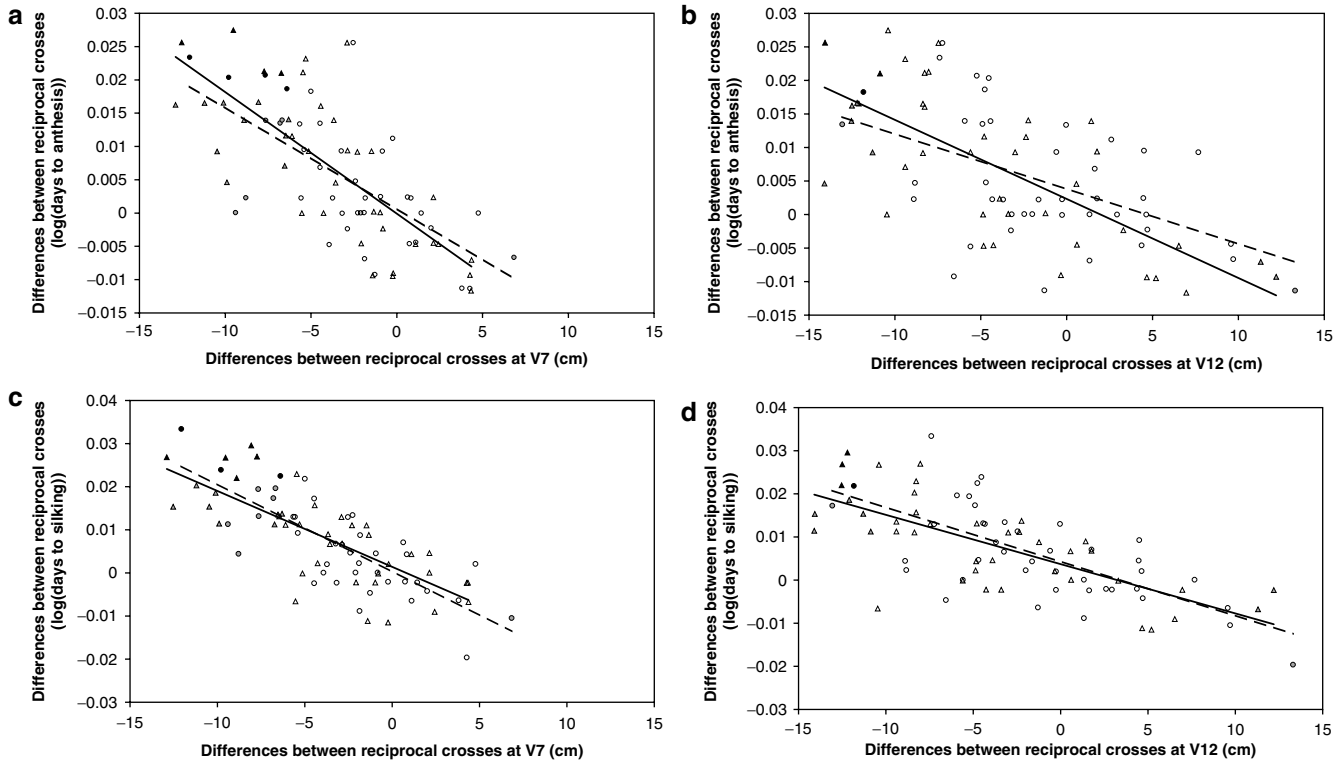 a
Differences between reciprocal crosses
(log(days to anthesis))
0.03
0.025
0.02
0.015
0.01
0.005
0
−0.005
−0.01
−0.015
−15 −10 −5 0 5 10 15
Differences between reciprocal crosses at V7 (cm)
b
Differences between reciprocal crosses
(log(days to anthesis))
0.03
0.025
0.02
0.015
0.01
0.005
0
−0.005
−0.01
−0.015
−15 −10 −5 0 5 10 15
Differences between reciprocal crosses at V12 (cm)
c
Differences between reciprocal crosses
(log(days to silking))
0.04
0.03
0.02
0.01
0
−0.01
−0.02
−0.03
−15 −10 −5 0 5 10 15
Differences between reciprocal crosses at V7 (cm)
d
Differences between reciprocal crosses
(log(days to silking))
0.04
0.03
0.02
0.01
0
−0.01
−0.02
−0.03
−15 −10 −5 0 5 10 15
Differences between reciprocal crosses at V12 (cm)